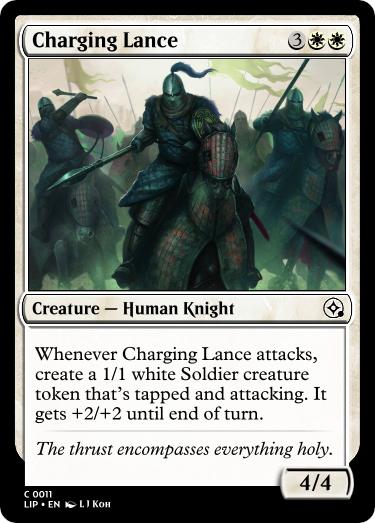 Charging Lance 3
Creature — Human Knight
Whenever Charging Lance attacks,
create a 1/1 white Soldier creature
token that's tapped and attacking. It
gets +2/+2 until end of turn.
The thrust encompasses everything holy.
4/4
C 0011
LIP • EN LJ Koh